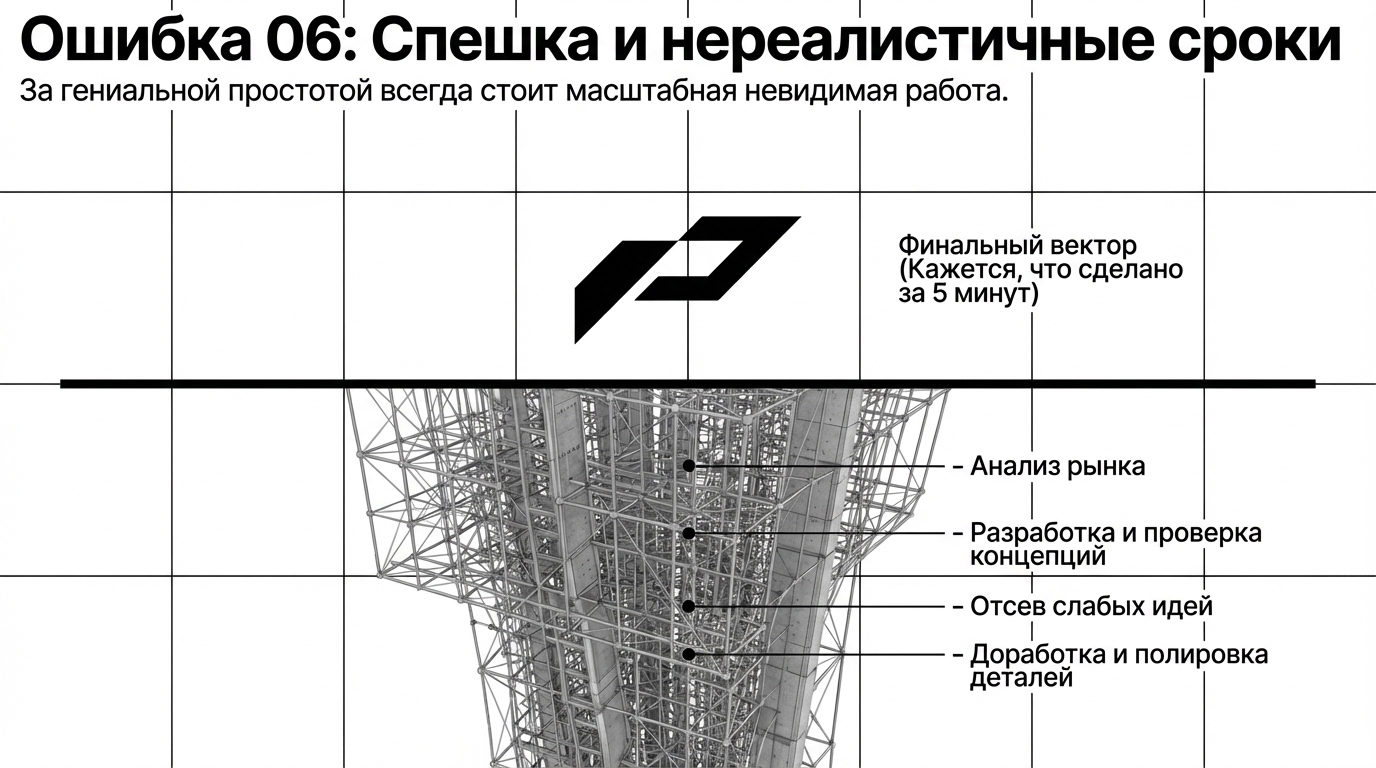 Ошибка 06: Спешка и нереалистичные сроки
За гениальной простотой всегда стоит масштабная невидимая работа.
Финальный вектор
(Кажется, что сделано
за 5 минут)
- Анализ рынка
- Разработка и проверка
концепций
- Отсев слабых идей
- Доработка и полировка
деталей